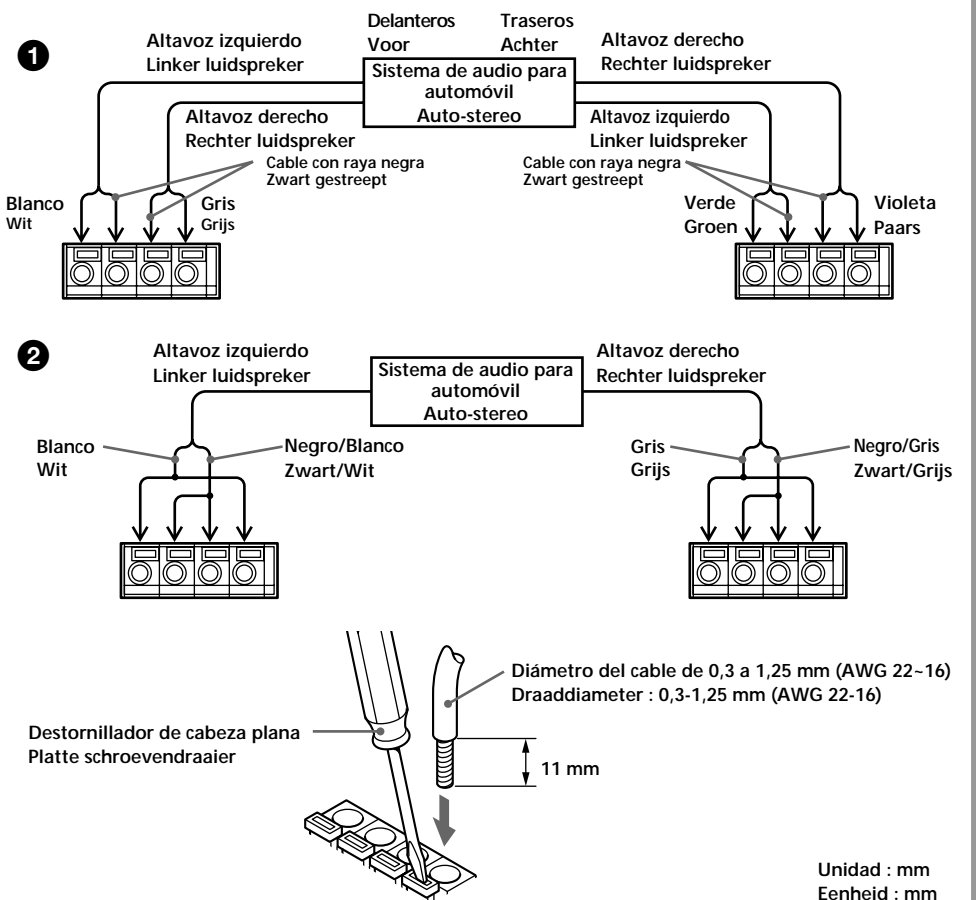 1
Altavoz izquierdo
Linker luidspreker
Delanteros
Voor
Traseros
Achter
Altavoz derecho
Rechter luidspreker
Sistema de audio para
automóvil
Auto-stereo
Altavoz derecho
Rechter luidspreker
Altavoz izquierdo
Linker luidspreker
Cable con raya negra
Zwart gestreept
Cable con raya negra
Zwart gestreept
Blanco
Wit
Gris
Grijs
Verde
Groen
Violeta
Paars
2
Altavoz izquierdo
Linker luidspreker
Sistema de audio para
automóvil
Auto-stereo
Altavoz derecho
Rechter luidspreker
Blanco
Wit
Negro/Blanco
Zwart/Wit
Gris
Grijs
Negro/Gris
Zwart/Grijs
Diámetro del cable de 0,3 a 1,25 mm (AWG 22~16)
Draaddiameter : 0,3-1,25 mm (AWG 22-16)
Destornillador de cabeza plana
Platte schroevendraaier
11 mm
Unidad : mm
Eenheid : mm